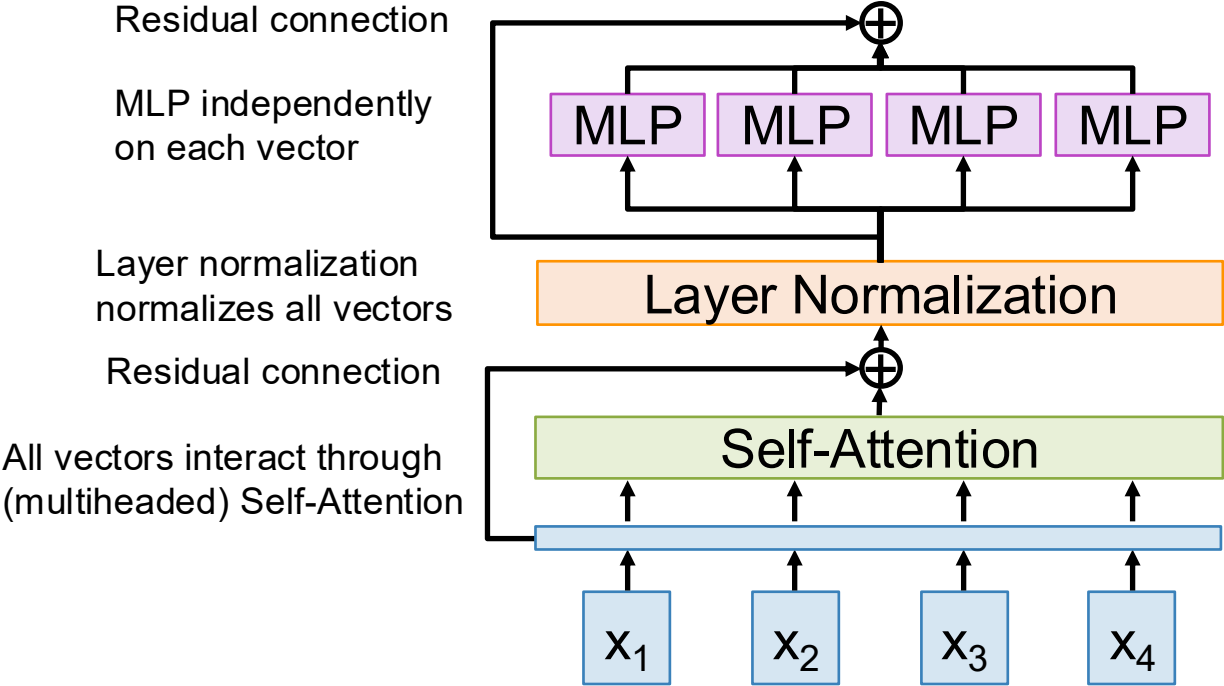 Residual connection
MLP independently
on each vector
MLP MLP MLP MLP
Layer normalization
normalizes all vectors
Layer Normalization
Residual connection
All vectors interact through
(multiheaded) Self-Attention
Self-Attention
x₁ x₂ x₃ x₄